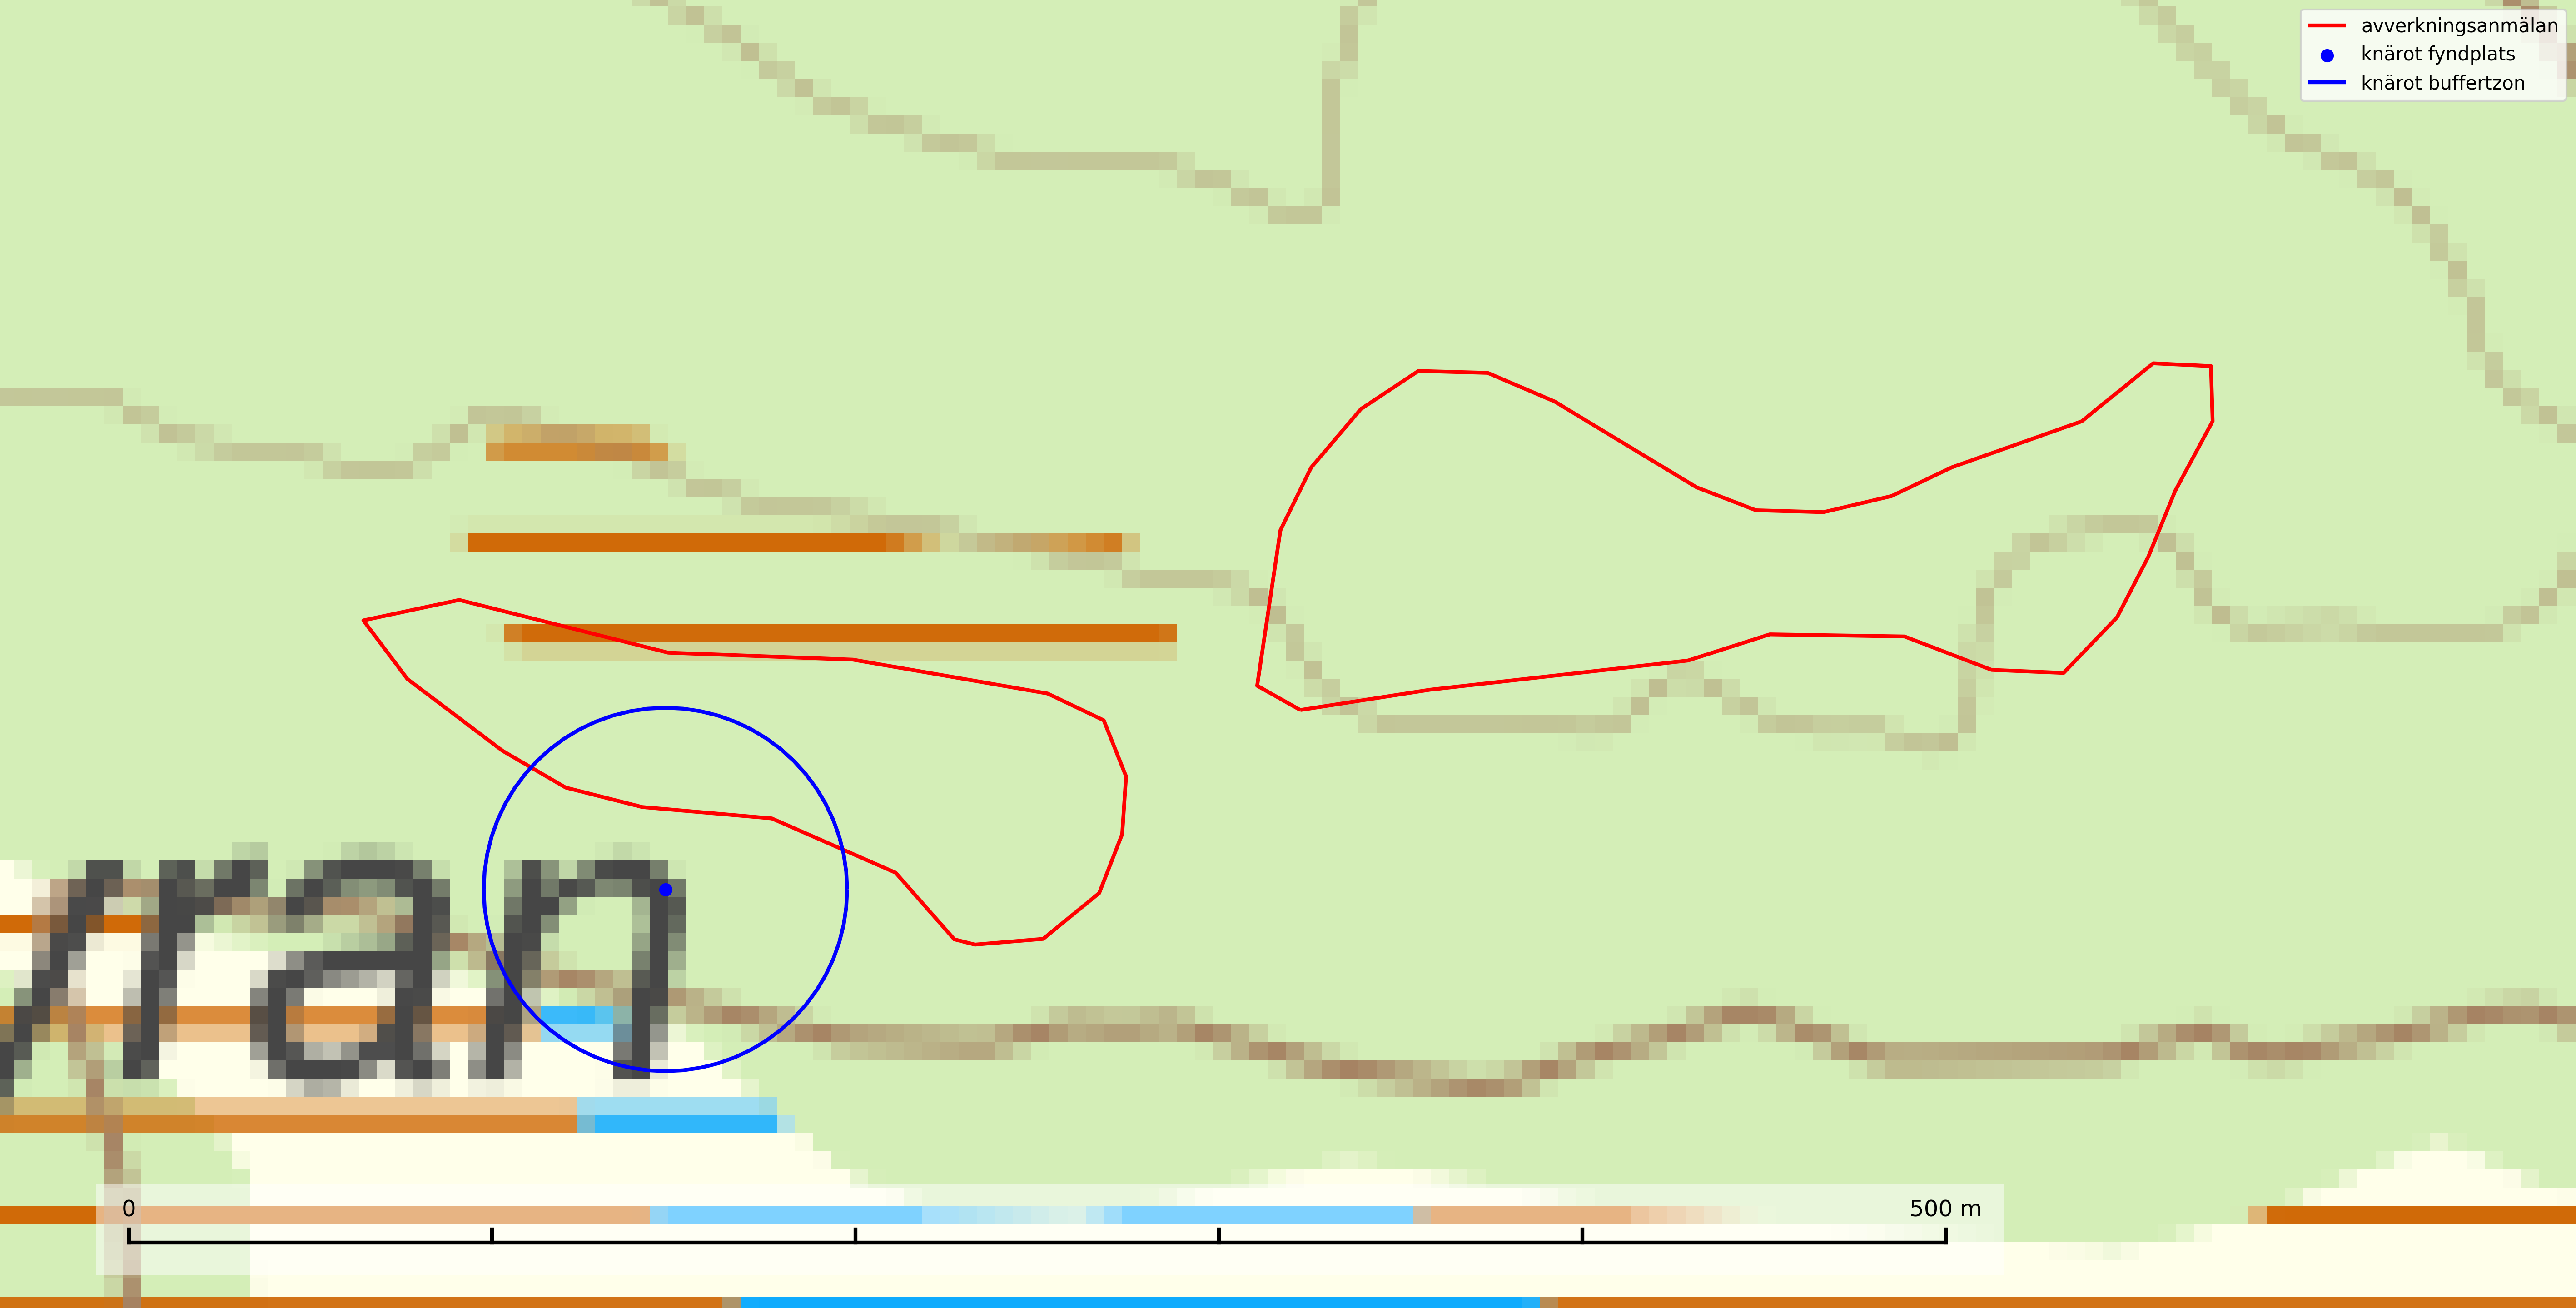 avverkningsanmälan
knärot fyndplats
knärot buffertzon
0
500 m